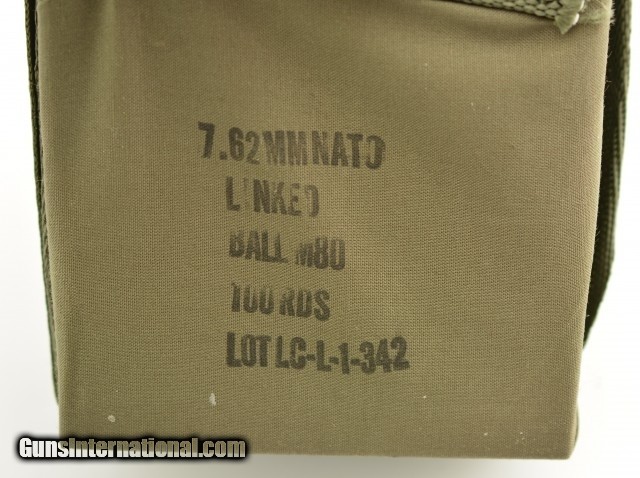 7.62MM NATO
LINKED
BALL M80
100 RDS
LOT LC-L-1-342
GunsInternational.com